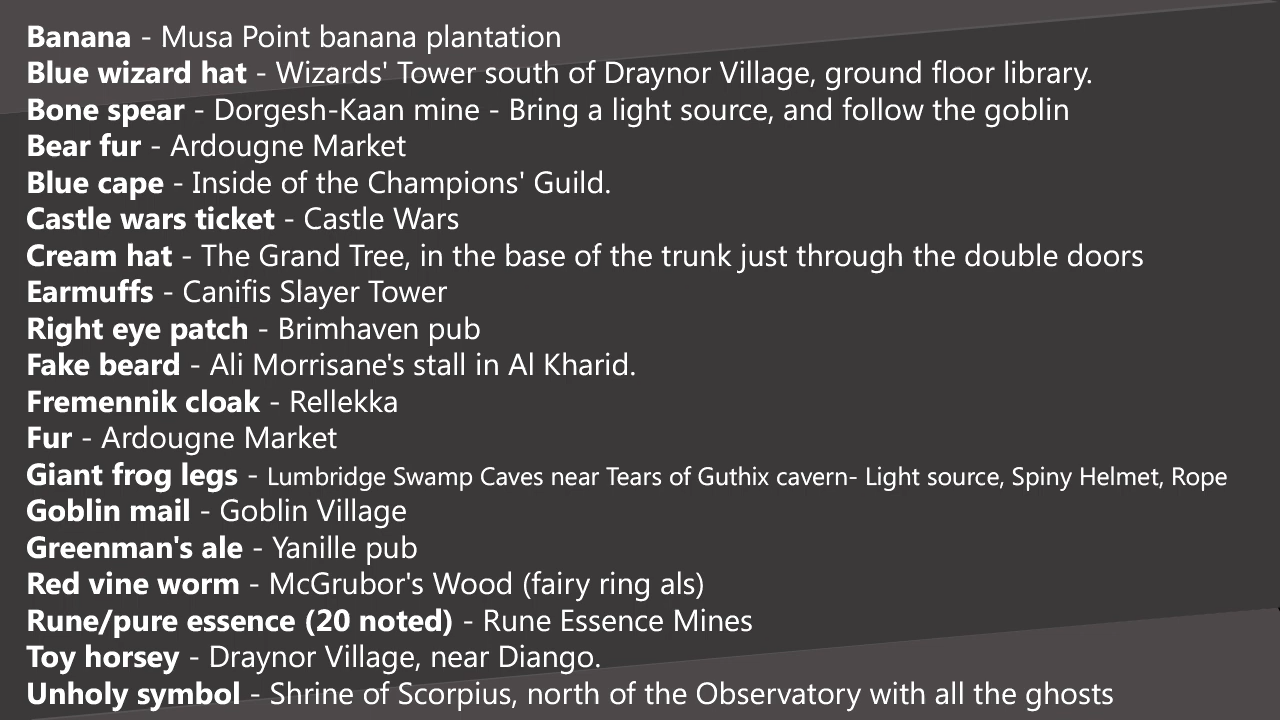 Banana - Musa Point banana plantation
Blue wizard hat - Wizards' Tower south of Draynor Village, ground floor library.
Bone spear - Dorgesh-Kaan mine - Bring a light source, and follow the goblin
Bear fur - Ardougne Market
Blue cape - Inside of the Champions' Guild.
Castle wars ticket - Castle Wars
Cream hat - The Grand Tree, in the base of the trunk just through the double doors
Earmuffs - Canifis Slayer Tower
Right eye patch - Brimhaven pub
Fake beard - Ali Morrisane's stall in Al Kharid.
Fremennik cloak - Rellekka
Fur - Ardougne Market
Giant frog legs - Lumbridge Swamp Caves near Tears of Guthix cavern- Light source, Spiny Helmet, Rope
Goblin mail - Goblin Village
Greenman's ale - Yanille pub
Red vine worm - McGrubor's Wood (fairy ring als)
Rune/pure essence (20 noted) - Rune Essence Mines
Toy horsey - Draynor Village, near Diango.
Unholy symbol - Shrine of Scorpius, north of the Observatory with all the ghosts